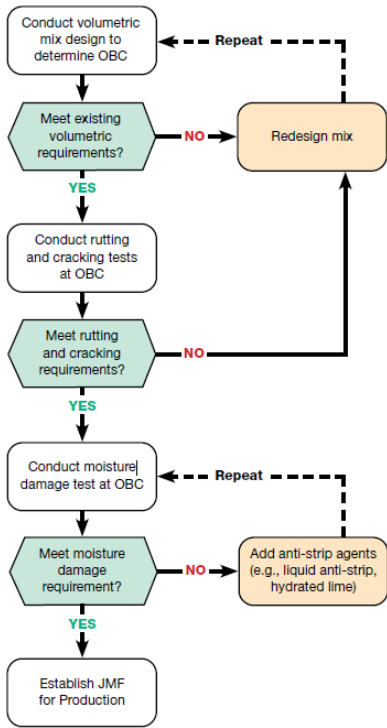 Conduct volumetric
mix design to
determine OBC
Repeat
Meet existing
volumetric
requirements?
NO
Redesign mix
YES
Conduct rutting
and cracking tests
at OBC
Meet rutting
and cracking
requirements?
NO
YES
Conduct moisture
damage test at OBC
Repeat
Meet moisture
damage
requirement?
NO
Add anti-strip agents
(e.g., liquid anti-strip,
hydrated lime)
YES
Establish JMF
for Production